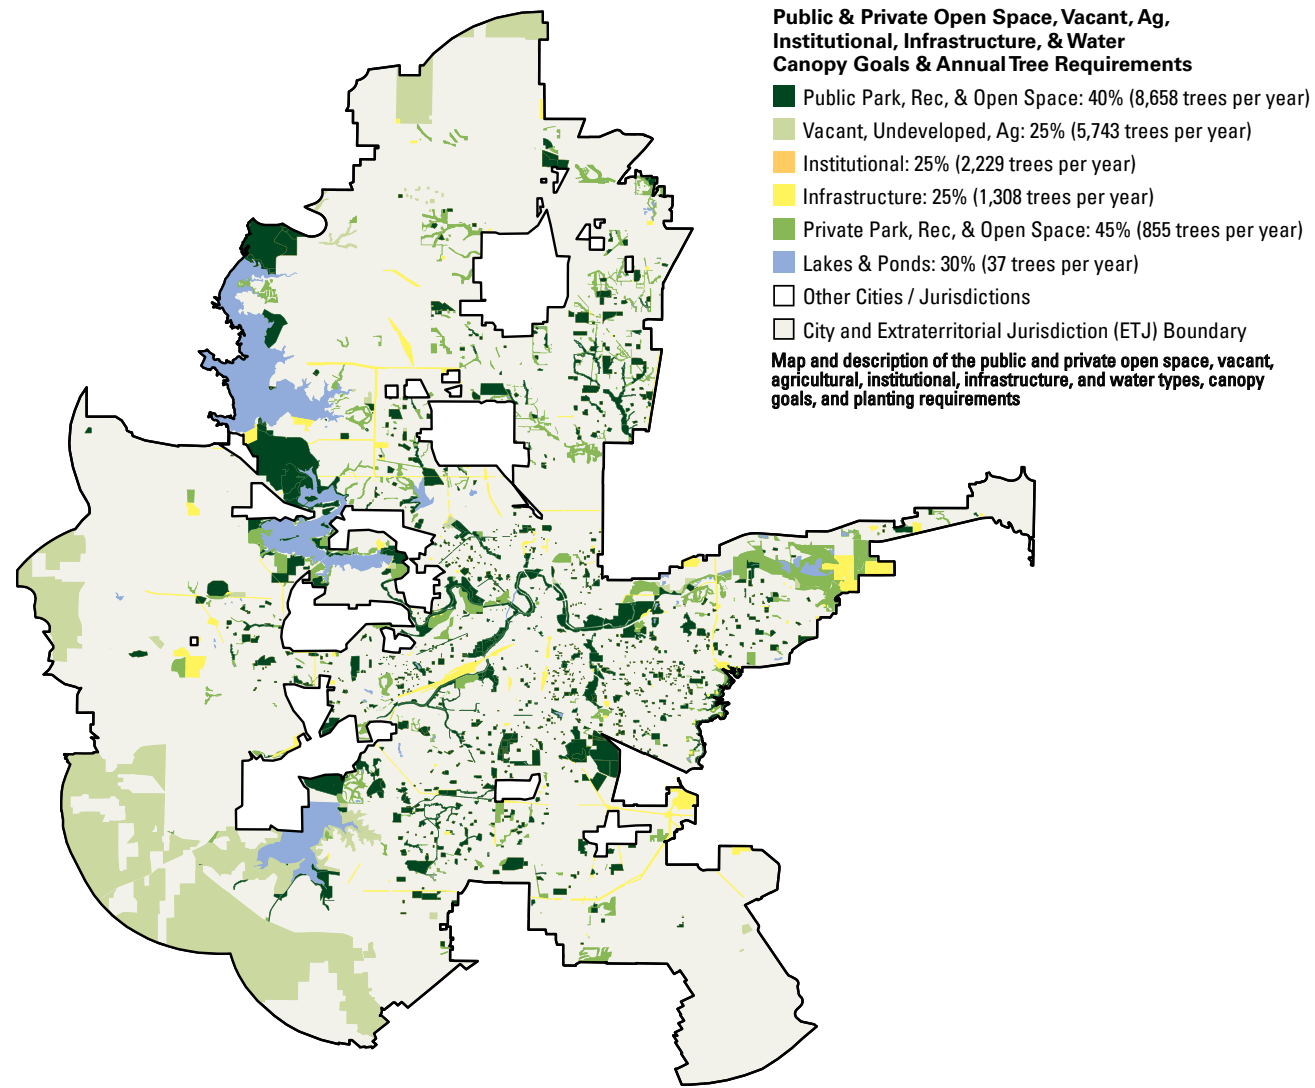 Public & Private Open Space, Vacant, Ag,
Institutional, Infrastructure, & Water
Canopy Goals & Annual Tree Requirements
Public Park, Rec, & Open Space: 40% (8,658 trees per year)
Vacant, Undeveloped, Ag: 25% (5,743 trees per year)
Institutional: 25% (2,229 trees per year)
Infrastructure: 25% (1,308 trees per year)
Private Park, Rec, & Open Space: 45% (855 trees per year)
Lakes & Ponds: 30% (37 trees per year)
Other Cities / Jurisdictions
City and Extraterritorial Jurisdiction (ETJ) Boundary
Map and description of the public and private open space, vacant,
agricultural, institutional, infrastructure, and water types, canopy
goals, and planting requirements